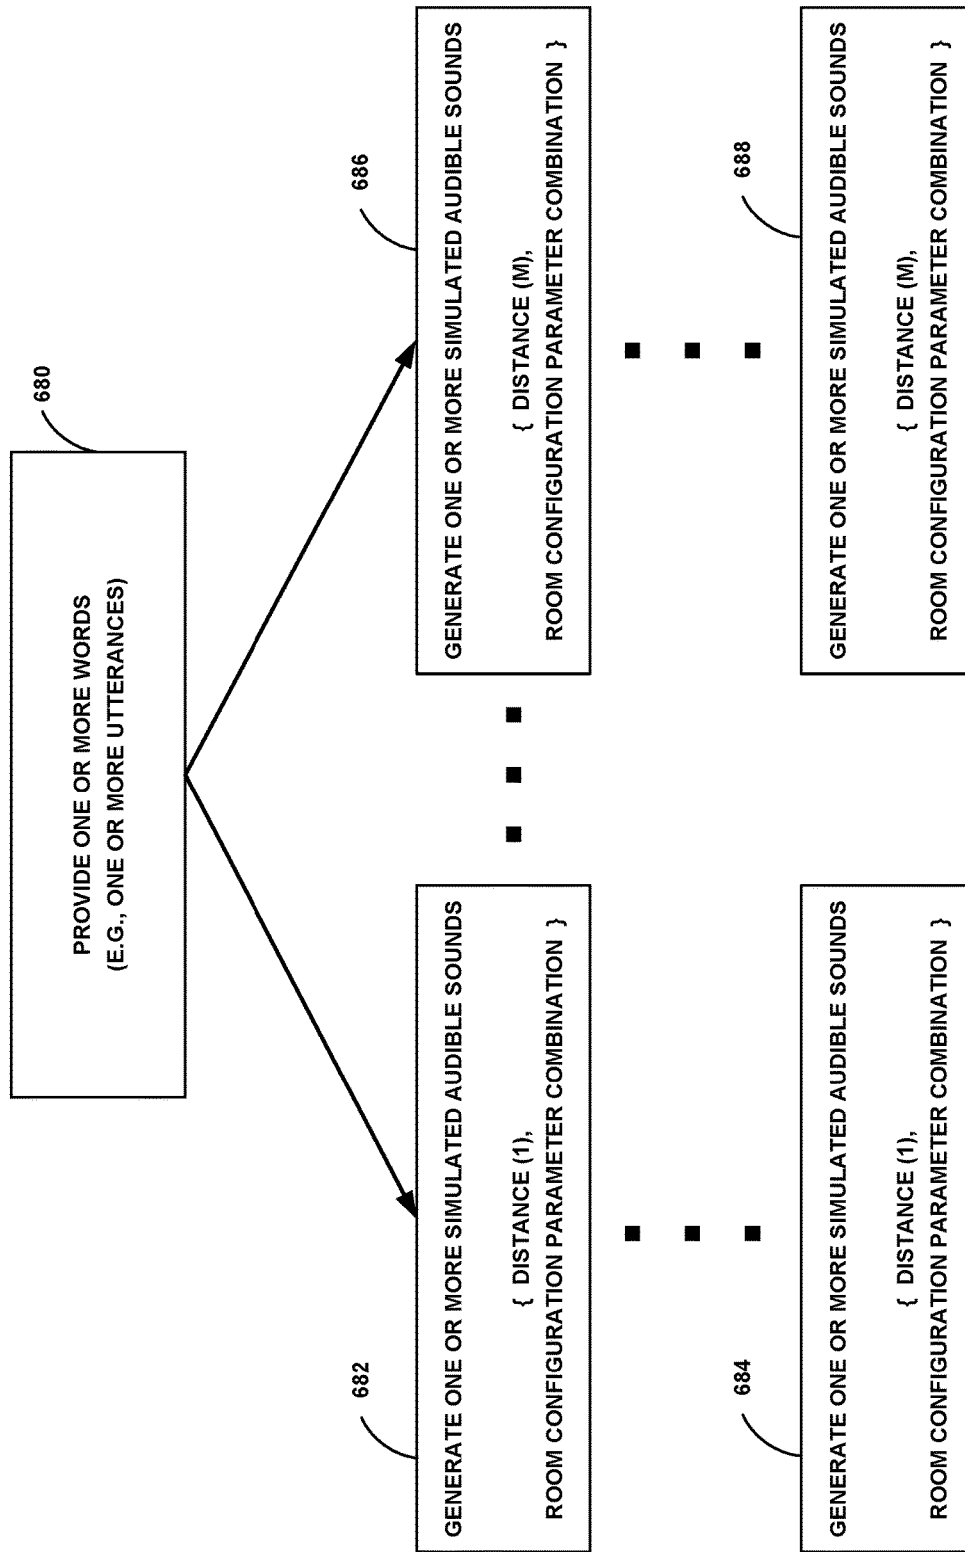 680
PROVIDE ONE OR MORE WORDS
(E.G., ONE OR MORE UTTERANCES)
682
GENERATE ONE OR MORE SIMULATED AUDIBLE SOUNDS
{ DISTANCE (1),
ROOM CONFIGURATION PARAMETER COMBINATION }
686
GENERATE ONE OR MORE SIMULATED AUDIBLE SOUNDS
{ DISTANCE (M),
ROOM CONFIGURATION PARAMETER COMBINATION }
684
GENERATE ONE OR MORE SIMULATED AUDIBLE SOUNDS
{ DISTANCE (1),
ROOM CONFIGURATION PARAMETER COMBINATION }
688
GENERATE ONE OR MORE SIMULATED AUDIBLE SOUNDS
{ DISTANCE (M),
ROOM CONFIGURATION PARAMETER COMBINATION }